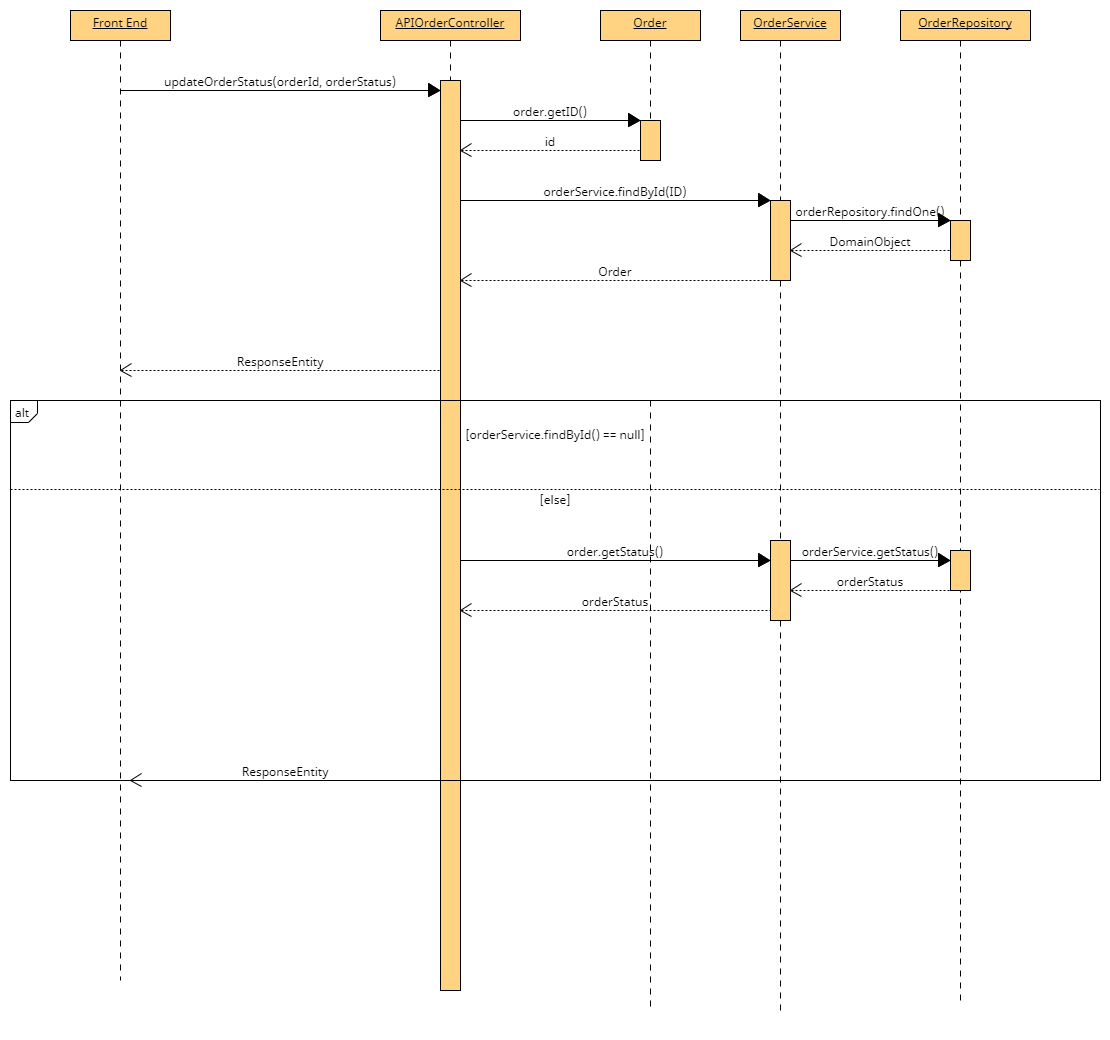 Front End
APIOrderController
Order
OrderService
OrderRepository
updateOrderStatus(orderId, orderStatus)
order.getID()
id
orderService.findById(ID)
orderRepository.findOne()
DomainObject
Order
ResponseEntity
alt
[orderService.findById() == null]
[else]
order.getStatus()
orderService.getStatus()
orderStatus
orderStatus
ResponseEntity